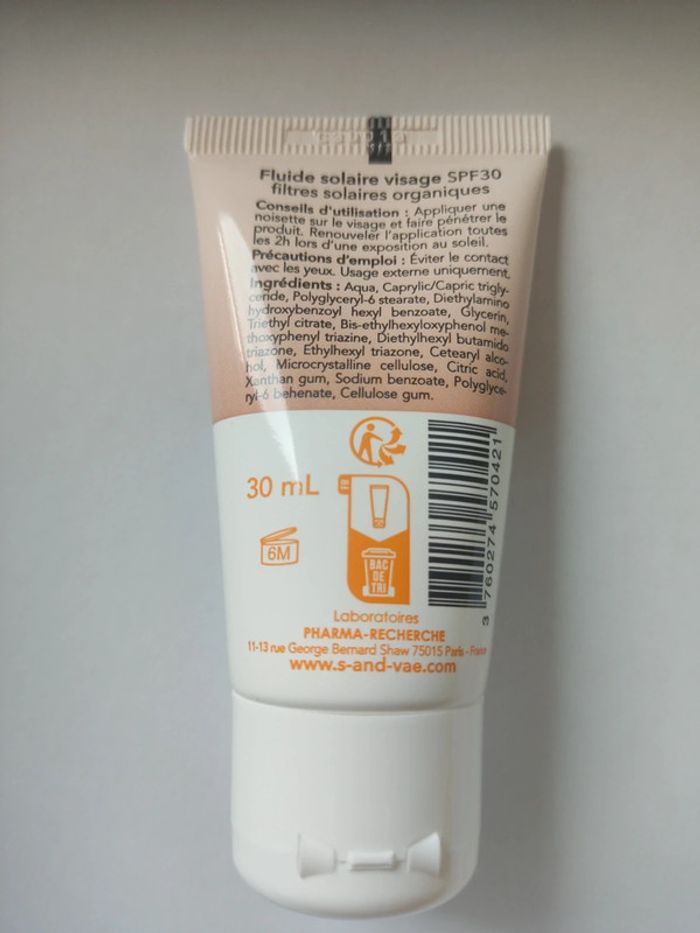 Fluide solaire visage SPF30
filtres solaires organiques
Conseils d'utilisation : Appliquer une
noisette sur le visage et faire pénétrer le
produit. Renouveler l'application toutes
les 2h lors d'une exposition au soleil.
Précautions d'emploi : Éviter le contact
avec les yeux. Usage externe uniquement.
Ingrédients : Aqua, Caprylic/Capric trigly-
ceride, Polyglyceryl-6 stearate, Diethylamino
hydroxybenzoyl hexyl benzoate, Glycerin,
Triethyl citrate, Bis-ethylhexyloxyphenol me-
thoxyphenyl triazine, Diethylhexyl butamido
triazone, Ethylhexyl triazone, Cetearyl alco-
hol, Microcrystalline cellulose, Citric acid,
Xanthan gum, Sodium benzoate, Polyglyce-
ryl-6 behenate, Cellulose gum.
30 mL
6M
BAC
DE
TRI
3 760274 570421
Laboratoires
PHARMA-RECHERCHE
11-13 rue George Bernard Shaw 75015 Paris - France
www.s-and-vae.com